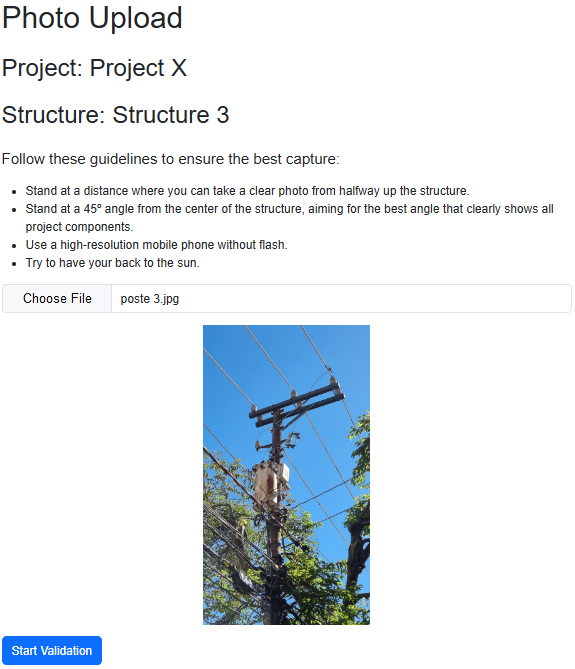 Photo Upload
Project: Project X
Structure: Structure 3
Follow these guidelines to ensure the best capture:
• Stand at a distance where you can take a clear photo from halfway up the structure.
• Stand at a 45º angle from the center of the structure, aiming for the best angle that clearly shows all
project components.
• Use a high-resolution mobile phone without flash.
• Try to have your back to the sun.
Choose File poste 3.jpg
Start Validation